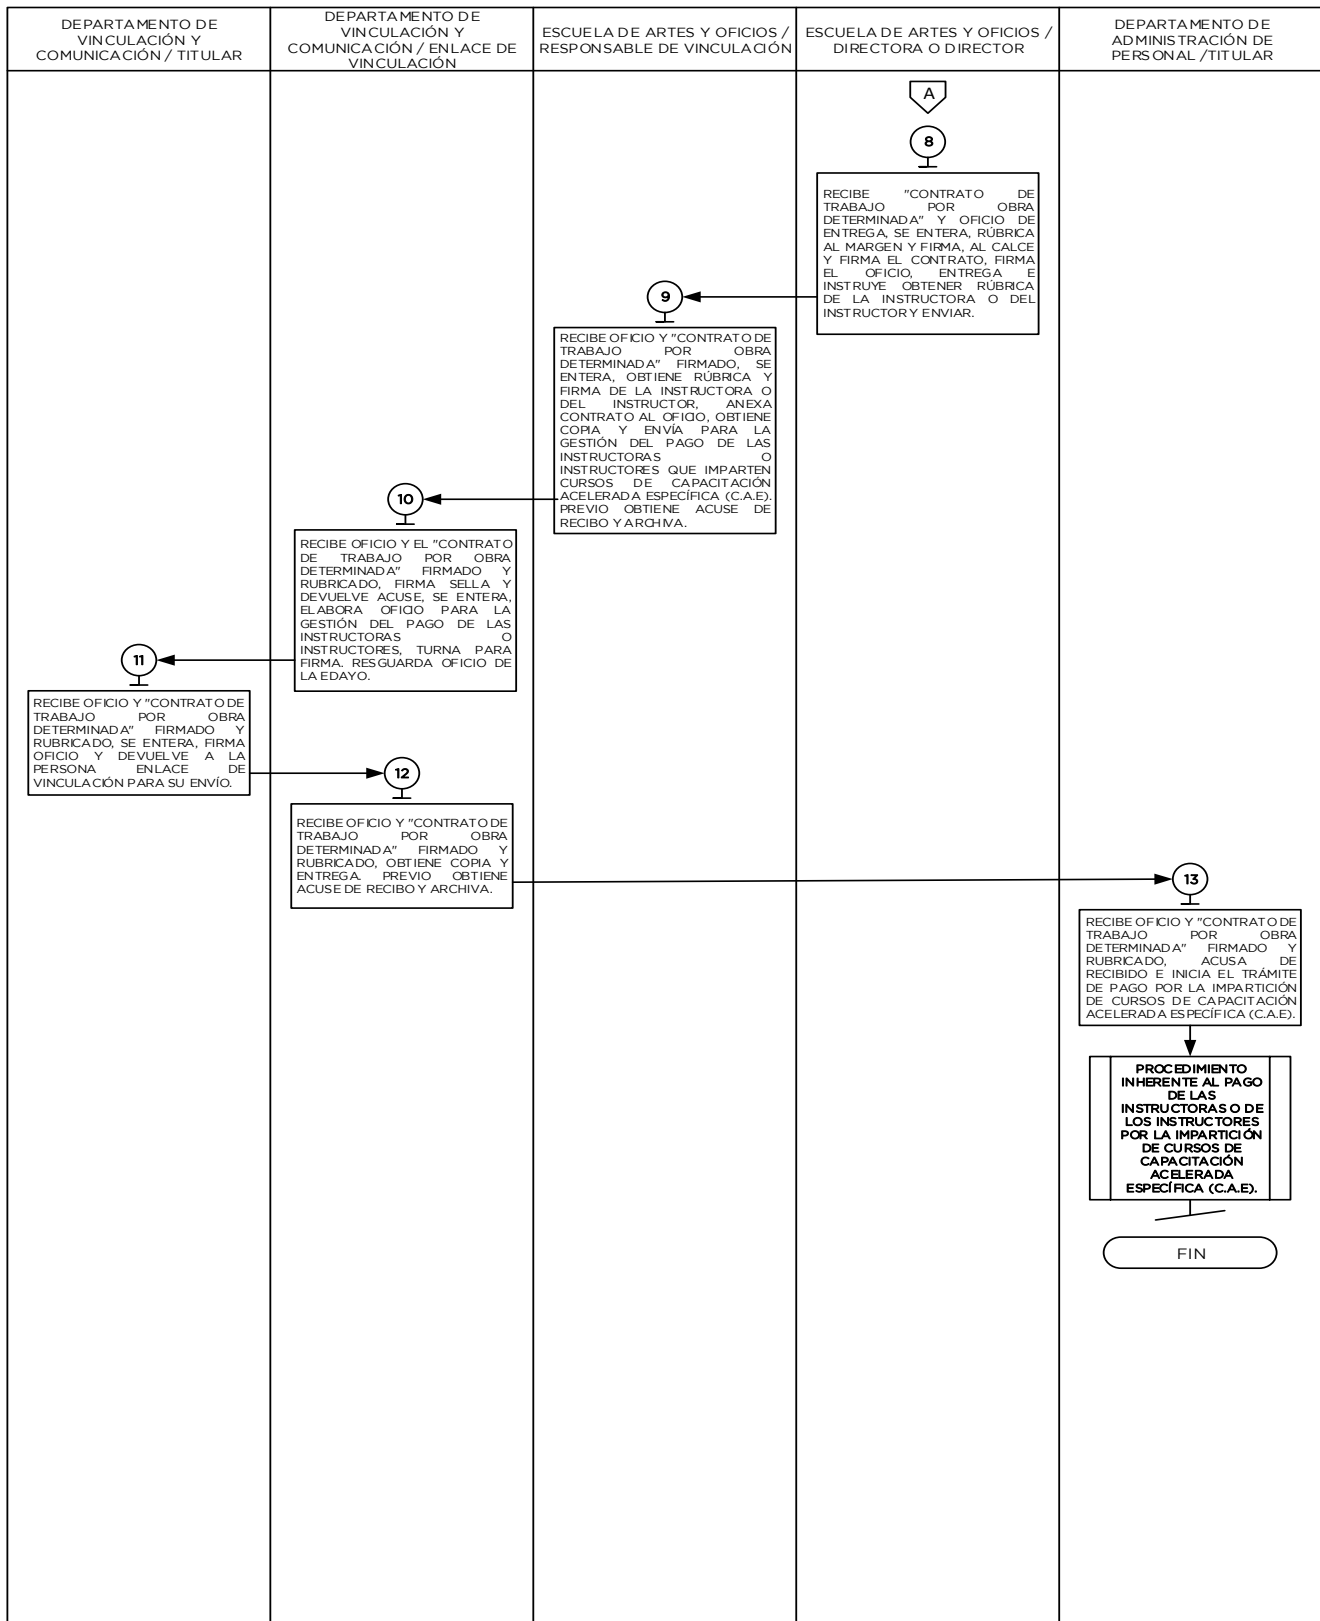 DEPARTAMENTO DE
VINCULACIÓN Y
COMUNICACIÓN / TITULAR
DEPARTAMENTO DE
VINCULACIÓN Y
COMUNICACIÓN / ENLACE DE
VINCULACIÓN
ESCUELA DE ARTES Y OFICIOS /
RESPONSABLE DE VINCULACIÓN
ESCUELA DE ARTES Y OFICIOS /
DIRECTORA O DIRECTOR
DEPARTAMENTO DE
ADMINISTRACIÓN DE
PERSONAL /TITULAR
A
8
RECIBE "CONTRATO DE
TRABAJO POR OBRA
DETERMINADA" Y OFICIO DE
ENTREGA, SE ENTERA, RÚBRICA
AL MARGEN Y FIRMA, AL CALCE
Y FIRMA EL CONTRATO, FIRMA
EL OFICIO, ENTREGA E
INSTRUYE OBTENER RÚBRICA
DE LA INSTRUCTORA O DEL
INSTRUCTOR Y ENVIAR.
9
RECIBE OFICIO Y "CONTRATO DE
TRABAJO POR OBRA
DETERMINADA" FIRMADO, SE
ENTERA, OBTIENE RÚBRICA Y
FIRMA DE LA INSTRUCTORA O
DEL INSTRUCTOR, ANEXA
CONTRATO AL OFICIO, OBTIENE
COPIA Y ENVÍA PARA LA
GESTIÓN DEL PAGO DE LAS
INSTRUCTORAS O
INSTRUCTORES QUE IMPARTEN
CURSOS DE CAPACITACIÓN
ACELERADA ESPECÍFICA (C.A.E).
PREVIO OBTIENE ACUSE DE
RECIBO Y ARCHIVA.
10
RECIBE OFICIO Y EL "CONTRATO
DE TRABAJO POR OBRA
DETERMINADA" FIRMADO Y
RUBRICADO, FIRMA SELLA Y
DEVUELVE ACUSE, SE ENTERA,
ELABORA OFICIO PARA LA
GESTIÓN DEL PAGO DE LAS
INSTRUCTORAS O
INSTRUCTORES, TURNA PARA
FIRMA. RESGUARDA OFICIO DE
LA EDAYO.
11
RECIBE OFICIO Y "CONTRATO DE
TRABAJO POR OBRA
DETERMINADA" FIRMADO Y
RUBRICADO, SE ENTERA, FIRMA
OFICIO Y DEVUELVE A LA
PERSONA ENLACE DE
VINCULACIÓN PARA SU ENVÍO.
12
RECIBE OFICIO Y "CONTRATO DE
TRABAJO POR OBRA
DETERMINADA" FIRMADO Y
RUBRICADO, OBTIENE COPIA Y
ENTREGA. PREVIO OBTIENE
ACUSE DE RECIBO Y ARCHIVA.
13
RECIBE OFICIO Y "CONTRATO DE
TRABAJO POR OBRA
DETERMINADA" FIRMADO Y
RUBRICADO, ACUSA DE
RECIBIDO E INICIA EL TRÁMITE
DE PAGO POR LA IMPARTICIÓN
DE CURSOS DE CAPACITACIÓN
ACELERADA ESPECÍFICA (C.A.E).
PROCEDIMIENTO
INHERENTE AL PAGO
DE LAS
INSTRUCTORAS O DE
LOS INSTRUCTORES
POR LA IMPARTICIÓN
DE CURSOS DE
CAPACITACIÓN
ACELERADA
ESPECÍFICA (C.A.E).
FIN